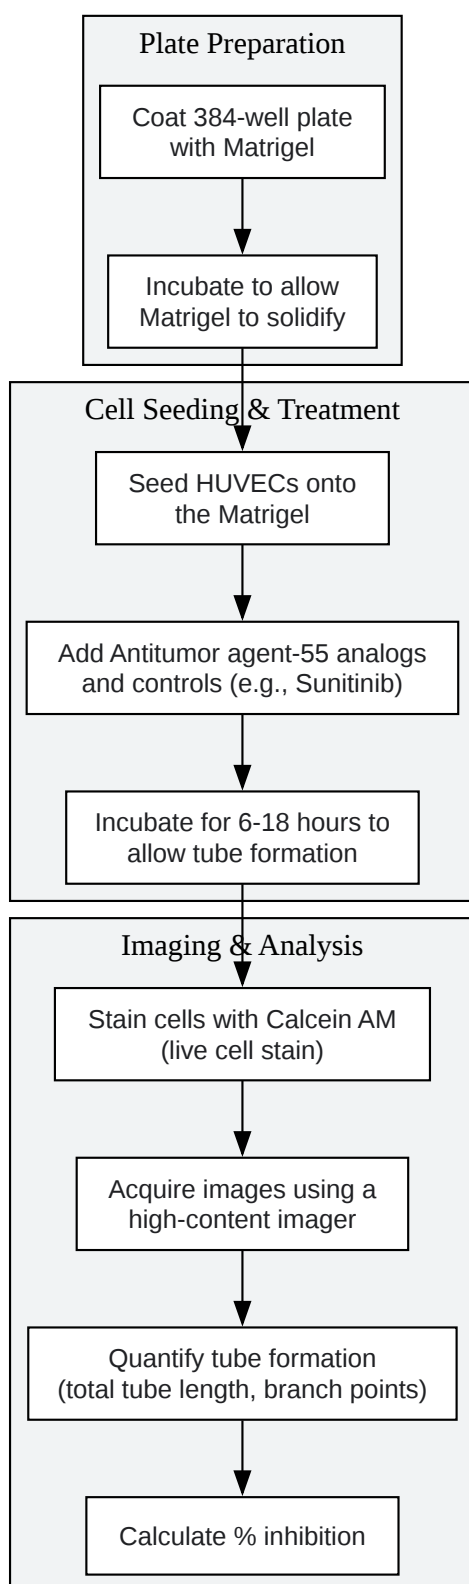 Plate Preparation
Coat 384-well plate
with Matrigel
Incubate to allow
Matrigel to solidify
Cell Seeding & Treatment
Seed HUVECs onto
the Matrigel
Add Antitumor agent-55 analogs
and controls (e.g., Sunitinib)
Incubate for 6-18 hours to
allow tube formation
Imaging & Analysis
Stain cells with Calcein AM
(live cell stain)
Acquire images using a
high-content imager
Quantify tube formation
(total tube length, branch points)
Calculate % inhibition